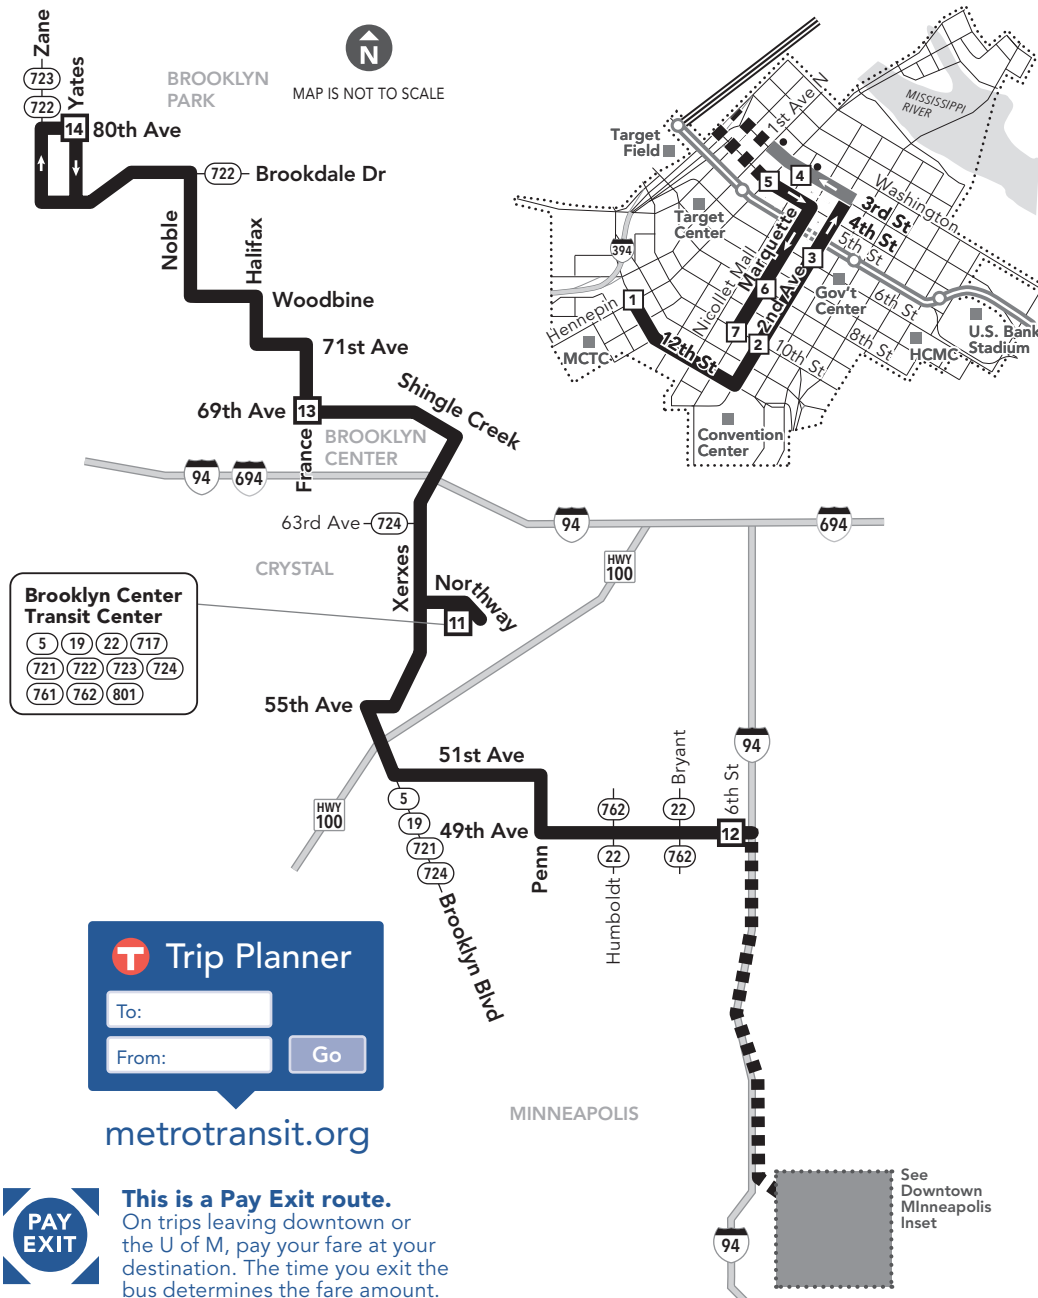 Zane
723
722
Yates
14
80th Ave
BROOKLYN
PARK
N
MAP IS NOT TO SCALE
722
Brookdale Dr
Noble
Halifax
Woodbine
71st Ave
69th Ave
13
France
Shingle Creek
BROOKLYN
CENTER
94
694
63rd Ave
724
94
694
CRYSTAL
HWY
100
Xerxes
Northway
11
Brooklyn Center
Transit Center
5 19 22 717
721 722 723 724
761 762 801
55th Ave
51st Ave
HWY
100
5
19
721
724
Brooklyn Blvd
49th Ave
Penn
762
22
Humboldt
Bryant
22
762
6th St
12
94
MINNEAPOLIS
94
See
Downtown
MInneapolis
Inset
Target
Field
1st Ave N
MISSISSIPPI
RIVER
Washington
5
4
3rd St
4th St
5th St
Target
Center
394
Marquette
Nicollet Mall
3
6
2nd Ave
Gov't
Center
6th St
1
Hennepin
7
2
8th St
10th St
HCMC
U.S. Bank
Stadium
MCTC
12th St
Convention
Center
T Trip Planner
To:
From:
Go
metrotransit.org
PAY
EXIT
This is a Pay Exit route.
On trips leaving downtown or
the U of M, pay your fare at your
destination. The time you exit the
bus determines the fare amount.